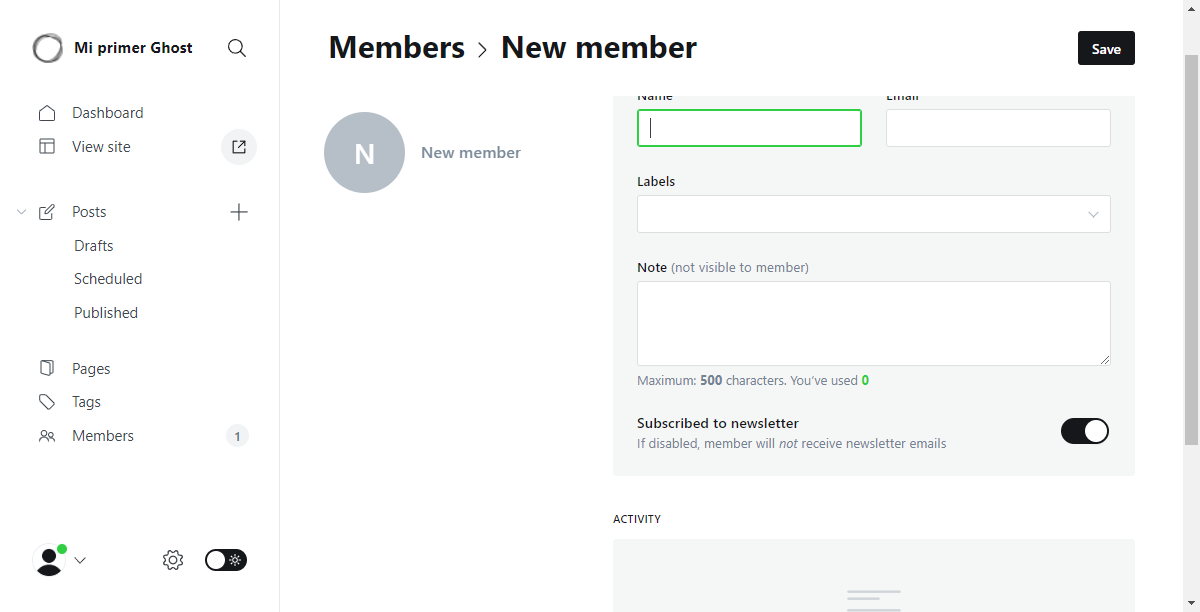 Mi primer Ghost
Dashboard
View site
Posts
Drafts
Scheduled
Published
Pages
Tags
Members 1
Members > New member
Save
N
New member
Name Email
Labels
Note (not visible to member)
Maximum: 500 characters. You've used 0
Subscribed to newsletter
If disabled, member will not receive newsletter emails
ACTIVITY